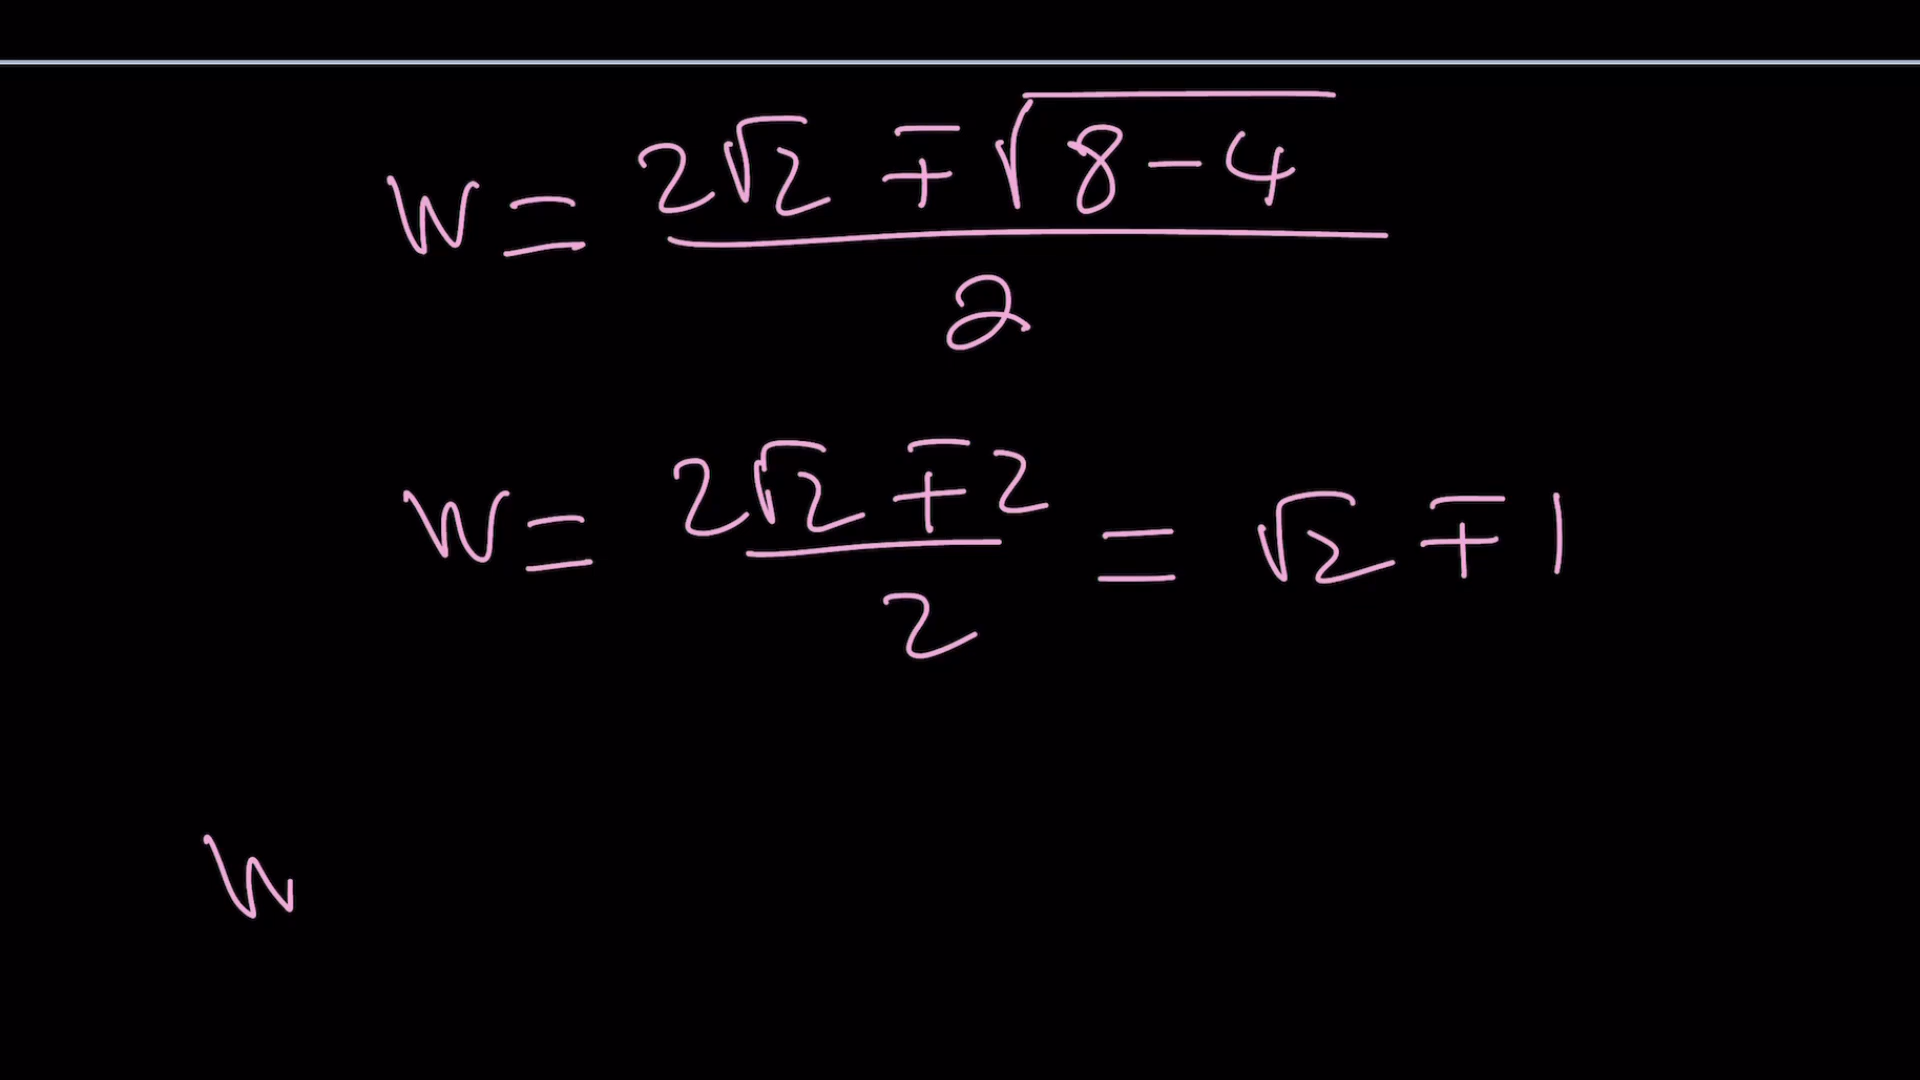 W = (2√2 ∓ √(8-4))/2
W = (2√2 ∓ 2)/2 = √2 ∓ 1
W